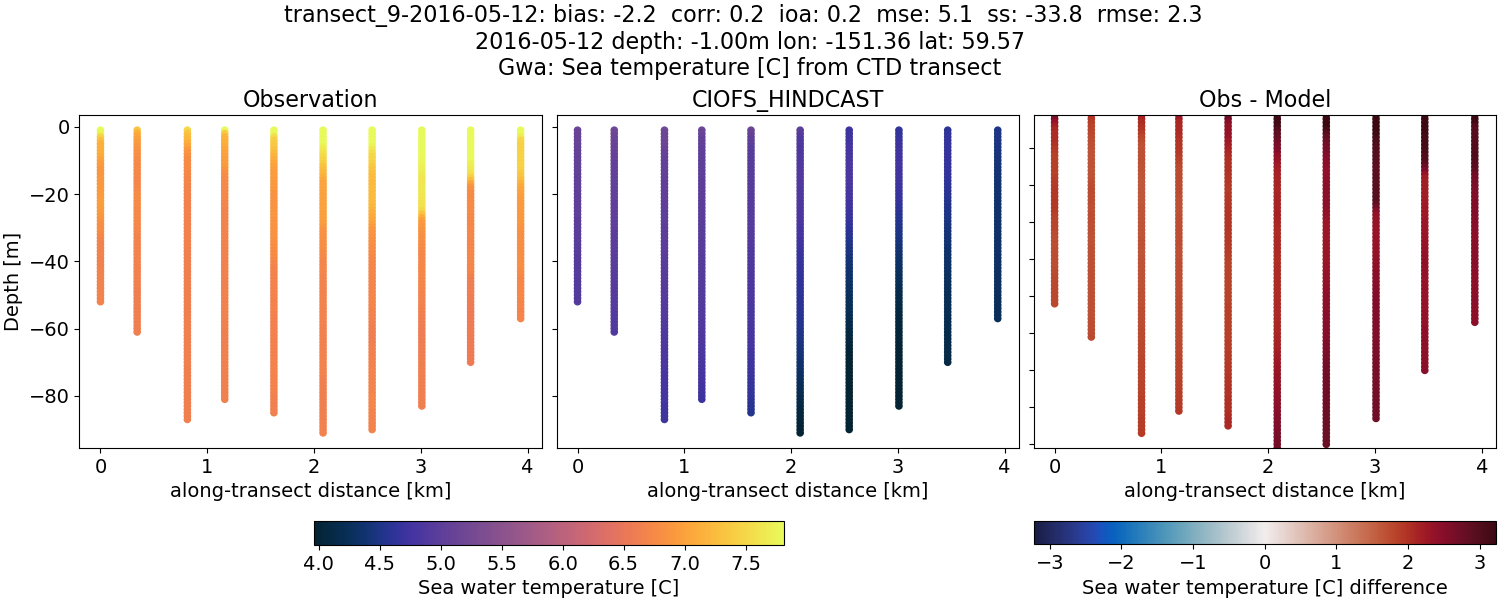 transect_9-2016-05-12: bias: -2.2  corr: 0.2  ioa: 0.2  mse: 5.1  ss: -33.8  rmse: 2.3
2016-05-12 depth: -1.00m lon: -151.36 lat: 59.57
Gwa: Sea temperature [C] from CTD transect
Observation
CIOFS_HINDCAST
Obs - Model
Depth [m]
0
−20
−40
−60
−80
0 1 2 3 4
0 1 2 3 4
0 1 2 3 4
along-transect distance [km]
along-transect distance [km]
along-transect distance [km]
4.0 4.5 5.0 5.5 6.0 6.5 7.0 7.5
Sea water temperature [C]
−3 −2 −1 0 1 2 3
Sea water temperature [C] difference